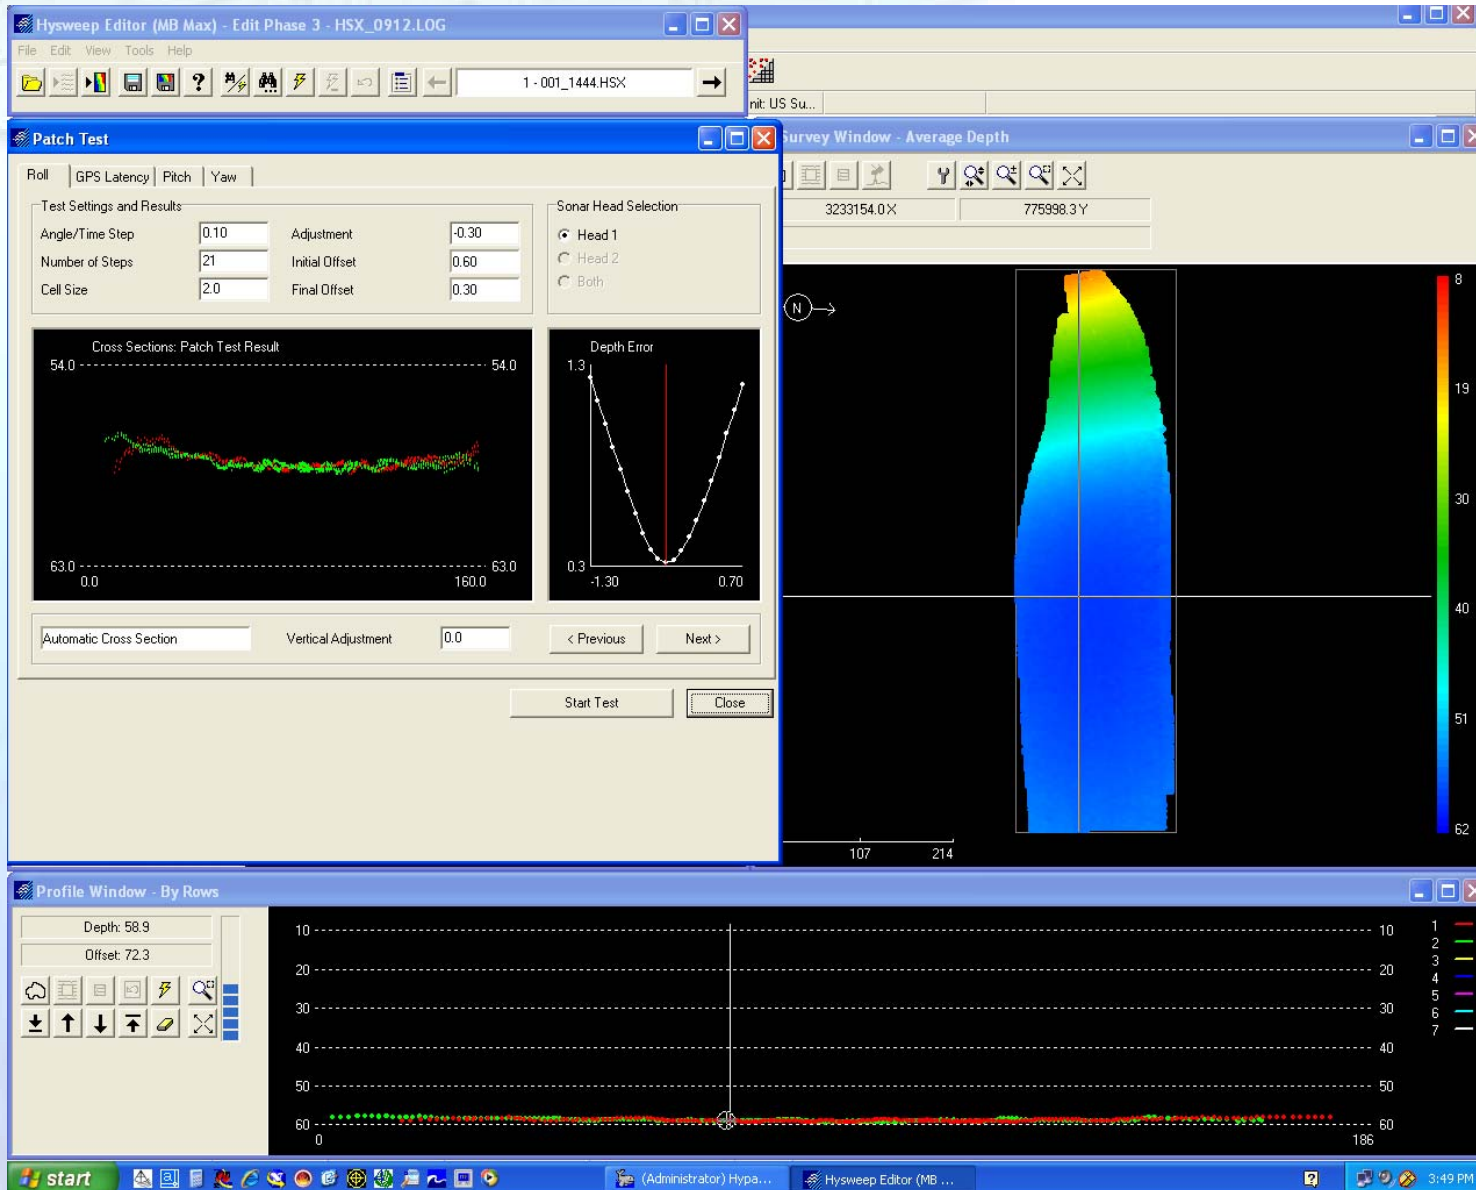 Hysweep Editor (MB Max) - Edit Phase 3 - HSX_0912.LOG
File Edit View Tools Help
1 - 001_1444.HSX
nit: US Su...
Patch Test
Roll GPS Latency Pitch Yaw
Test Settings and Results
Angle/Time Step 0.10 Adjustment -0.30
Number of Steps 21 Initial Offset 0.60
Cell Size 2.0 Final Offset 0.30
Sonar Head Selection
Head 1
Head 2
Both
Cross Sections: Patch Test Result
54.0 54.0
63.0 63.0
0.0 160.0
Depth Error
1.3
0.3
-1.30 0.70
Automatic Cross Section Vertical Adjustment 0.0 < Previous Next >
Start Test Close
Survey Window - Average Depth
3233154.0 X 775998.3 Y
N
8
19
30
40
51
62
107 214
Profile Window - By Rows
Depth: 58.9
Offset: 72.3
10 10
20 20
30 30
40 40
50 50
60 60
0 186
1
2
3
4
5
6
7
start (Administrator) Hypa... Hysweep Editor (MB ... 3:49 PM